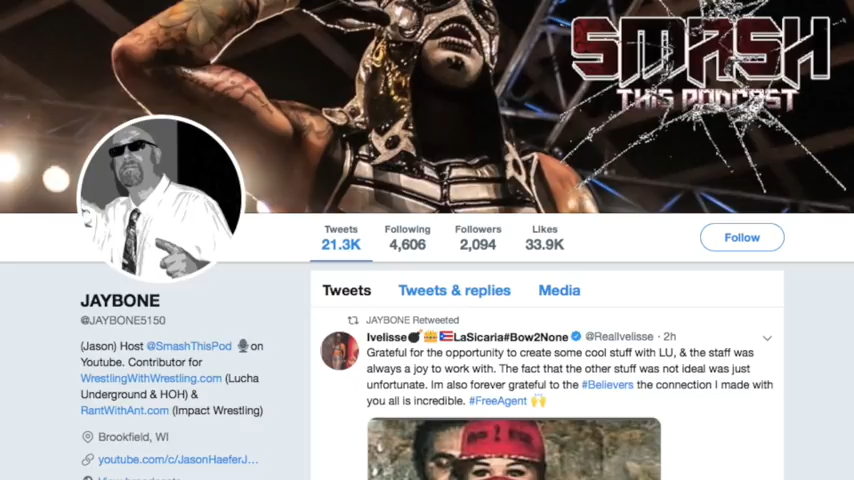 SMASH
THIS PODCAST
Tweets Following Followers Likes
21.3K 4,606 2,094 33.9K
Follow
JAYBONE
@JAYBONE5150
(Jason) Host @SmashThisPod on
Youtube. Contributor for
WrestlingWithWrestling.com (Lucha
Underground & HOH) &
RantWithAnt.com (Impact Wrestling)
Brookfield, WI
youtube.com/c/JasonHaeferJ...
View broadcasts
Tweets Tweets & replies Media
JAYBONE Retweeted
Ivelisse💣👑🇵🇷LaSicaria#Bow2None @RealIvelisse · 2h
Grateful for the opportunity to create some cool stuff with LU, & the staff was
always a joy to work with. The fact that the other stuff was not ideal was just
unfortunate. Im also forever grateful to the #Believers the connection I made with
you all is incredible. #FreeAgent 🙌